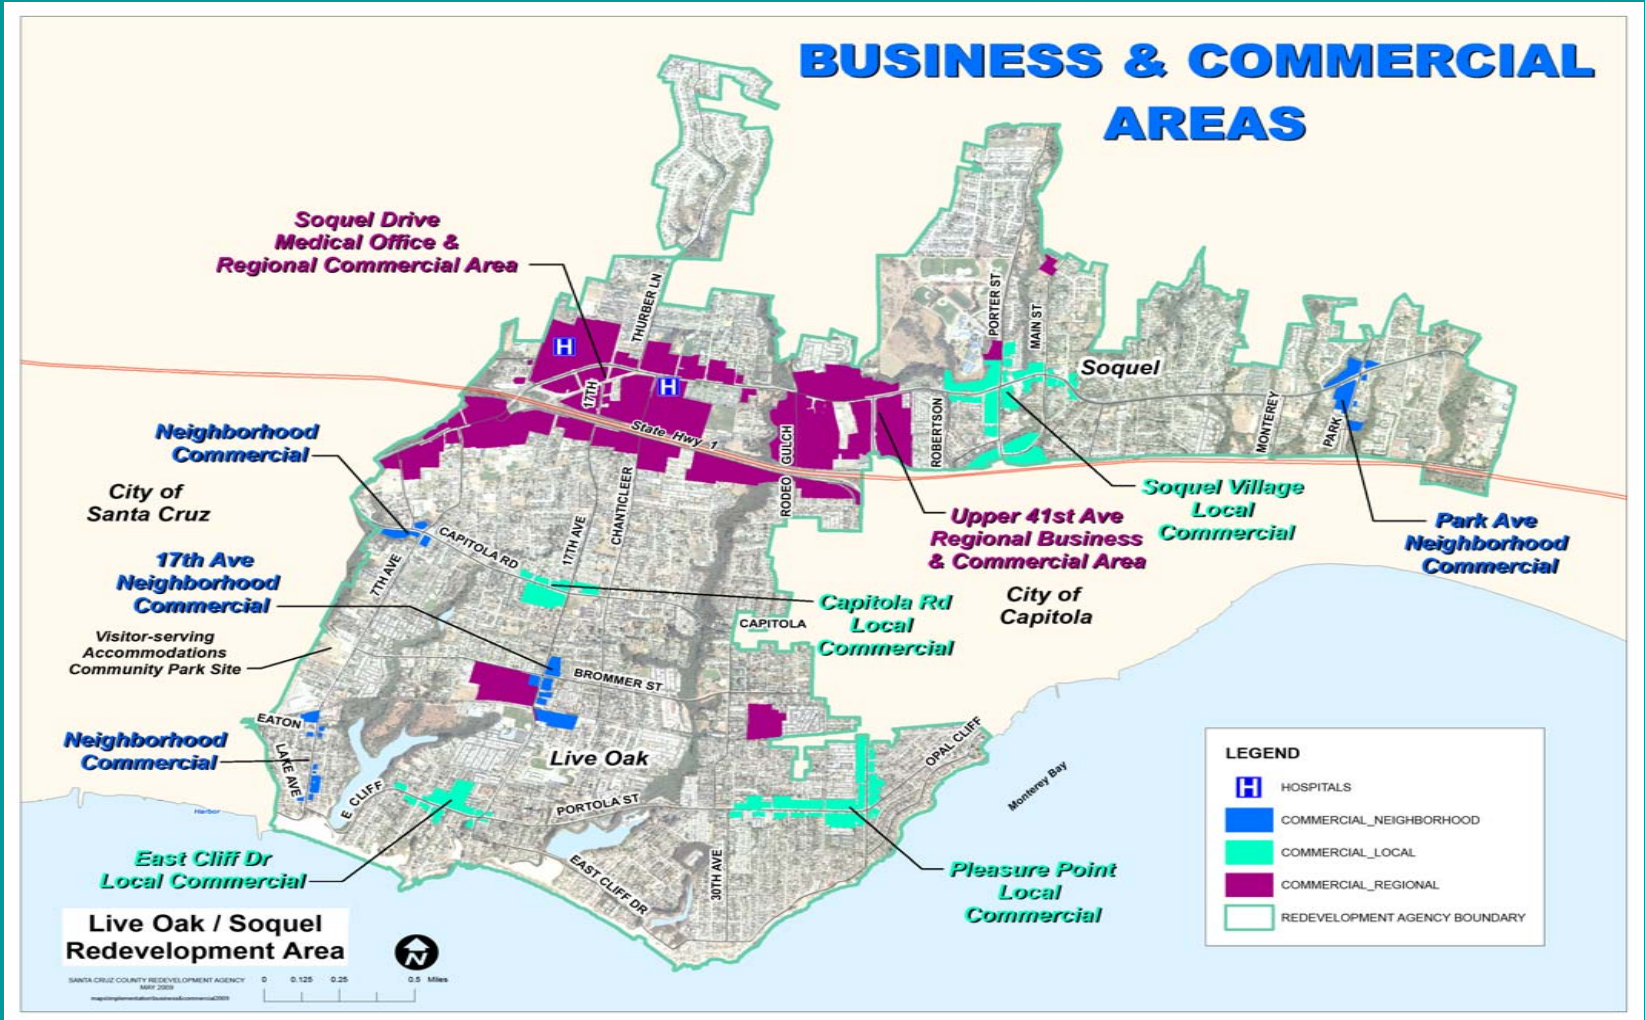 BUSINESS & COMMERCIAL
AREAS
Soquel Drive
Medical Office &
Regional Commercial Area
THURBER LN
PORTER ST
MAIN ST
Soquel
H
H
17TH
State Hwy 1
RODEO GULCH
ROBERTSON
MONTEREY
PARK
Neighborhood
Commercial
City of
Santa Cruz
CAPITOLA RD
17TH AVE
CHANTICLEER
7TH AVE
Soquel Village
Local
Commercial
Upper 41st Ave
Regional Business
& Commercial Area
Park Ave
Neighborhood
Commercial
17th Ave
Neighborhood
Commercial
Capitola Rd
Local
Commercial
City of
Capitola
CAPITOLA
Visitor-serving
Accommodations
Community Park Site
BROMMER ST
EATON
LAKE AVE
Neighborhood
Commercial
Live Oak
OPAL CLIFF
Monterey Bay
E CLIFF
PORTOLA ST
Harbor
30TH AVE
EAST CLIFF DR
East Cliff Dr
Local Commercial
Pleasure Point
Local
Commercial
LEGEND
H HOSPITALS
COMMERCIAL_NEIGHBORHOOD
COMMERCIAL_LOCAL
COMMERCIAL_REGIONAL
REDEVELOPMENT AGENCY BOUNDARY
Live Oak / Soquel
Redevelopment Area
N
SANTA CRUZ COUNTY REDEVELOPMENT AGENCY
MAY 2009
0 0.125 0.25 0.5 Miles